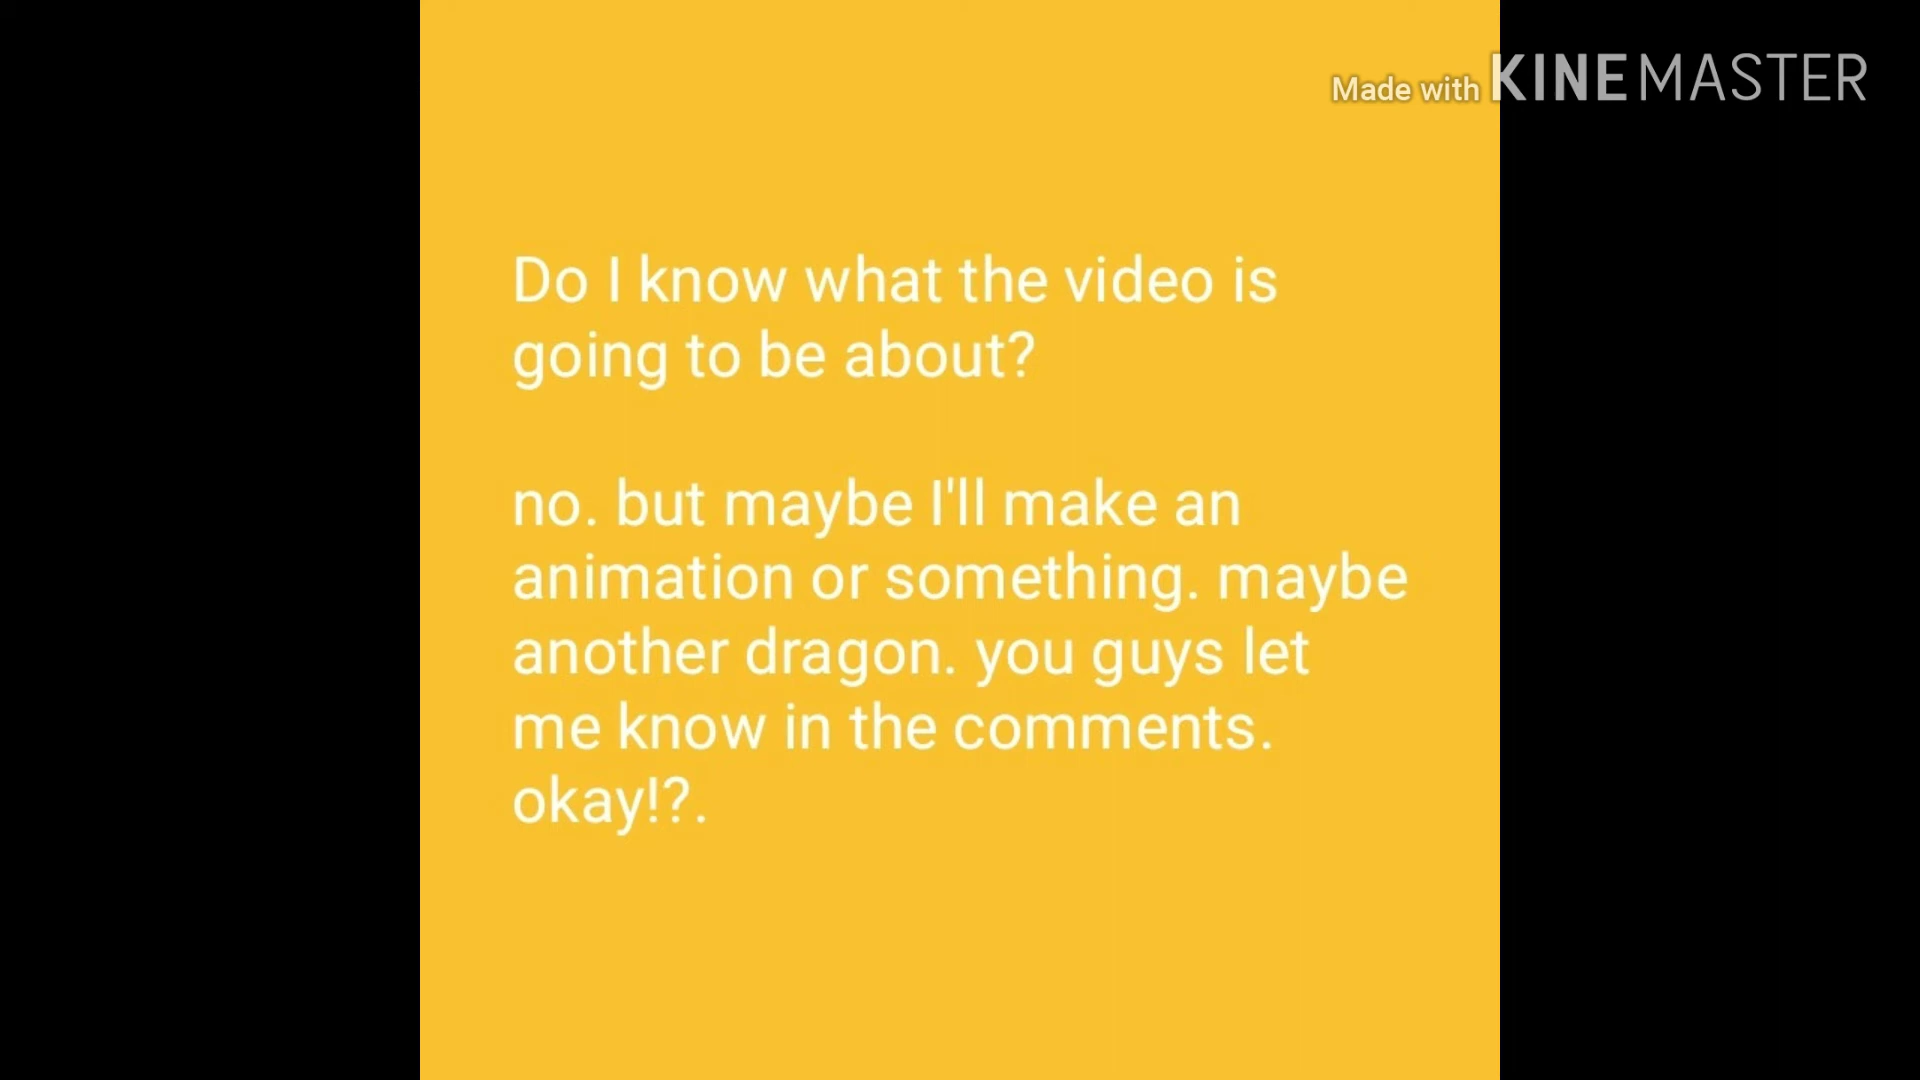 Made with KINEMASTER
Do I know what the video is
going to be about?
no. but maybe I'll make an
animation or something. maybe
another dragon. you guys let
me know in the comments.
okay!?.